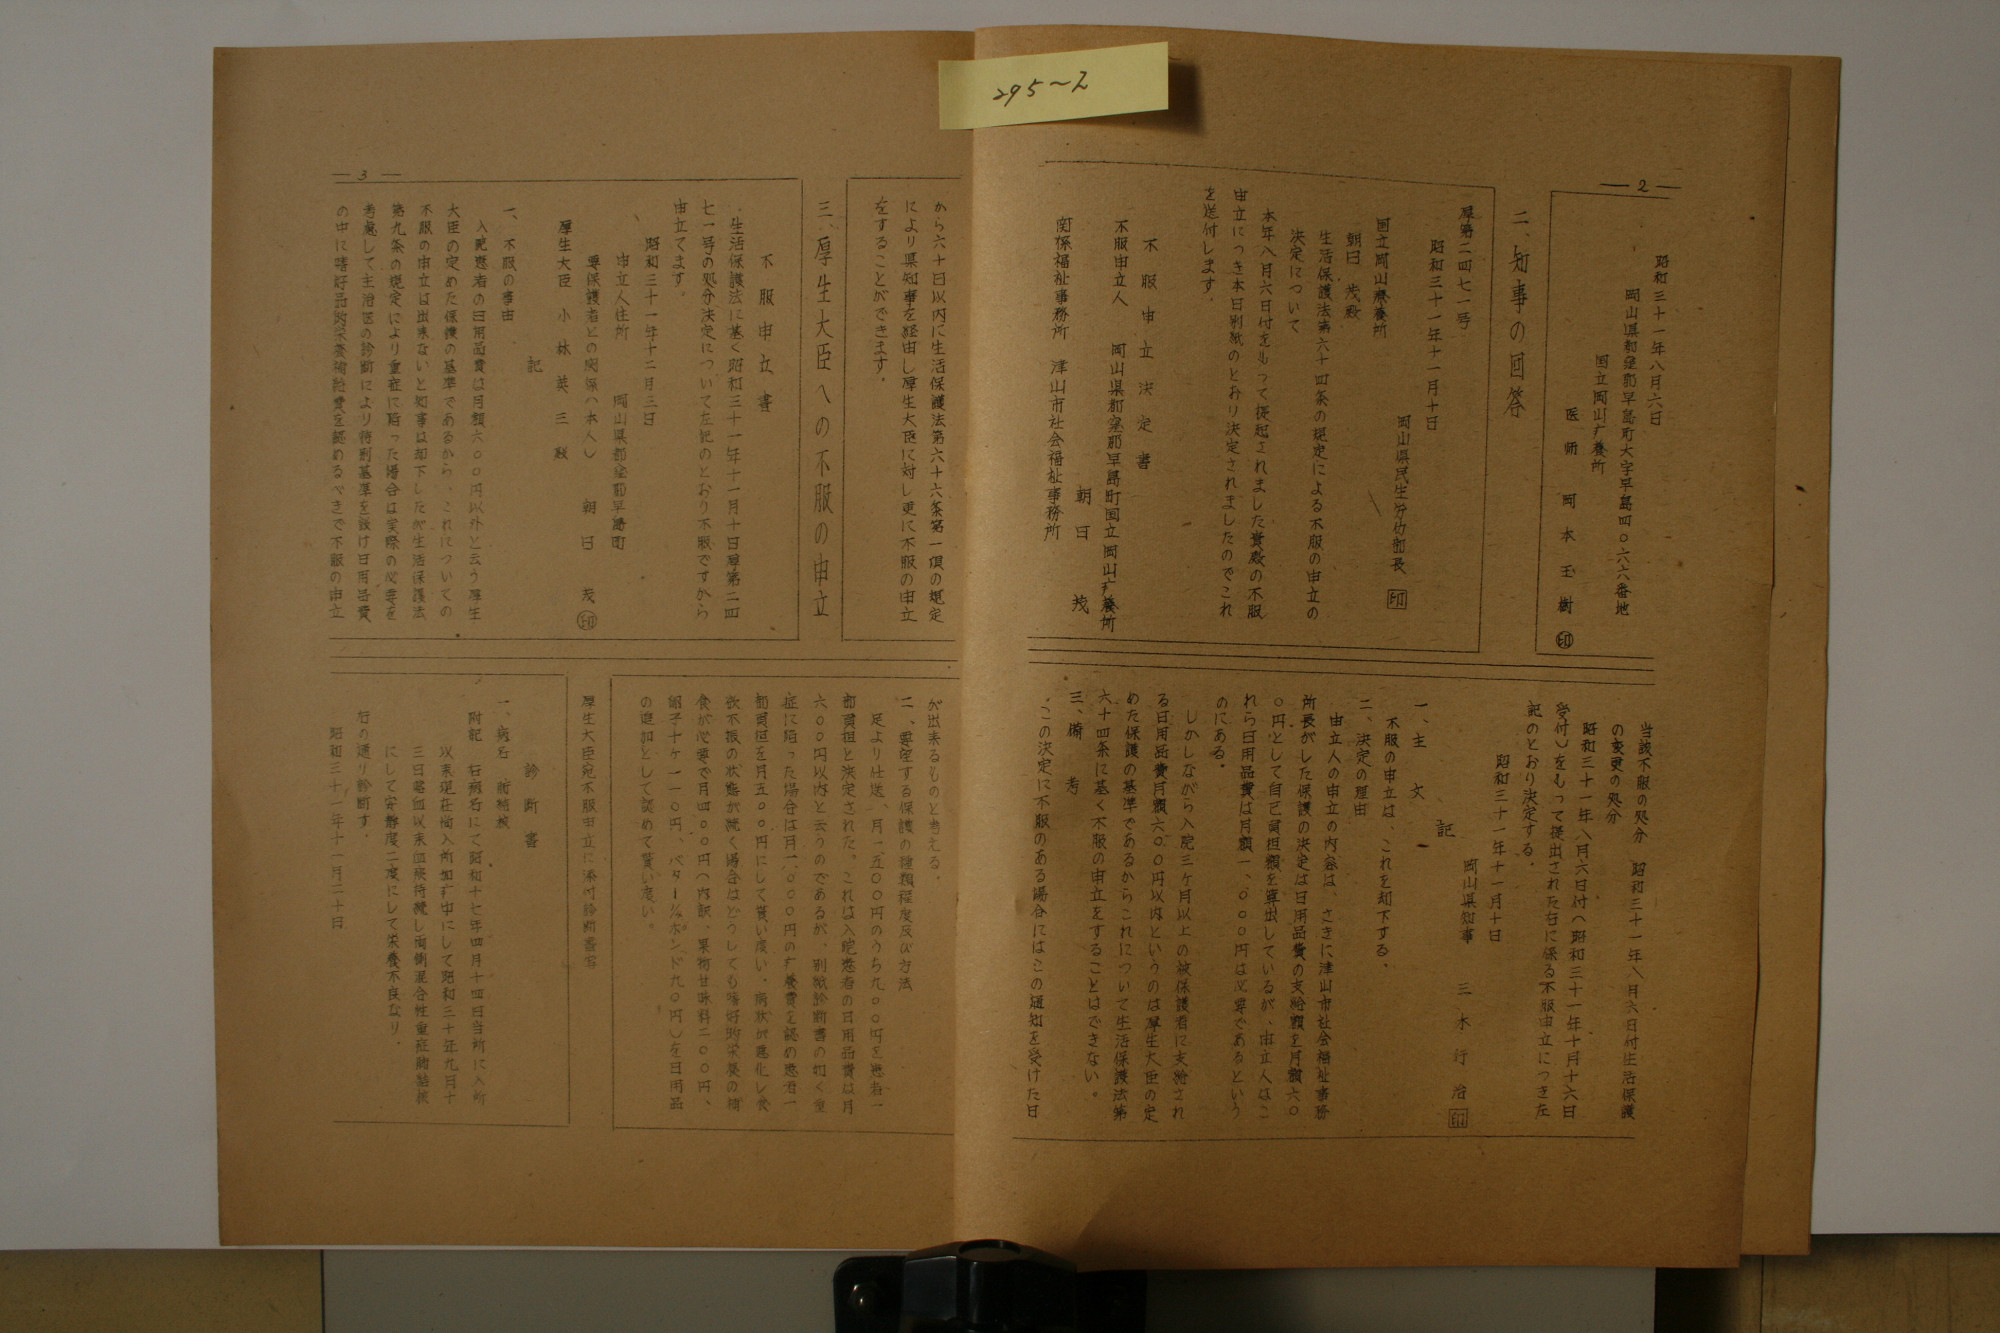 295〜2
— 2 —
昭和三十一年八月六日
岡山県都窪郡早島町大字早島四〇六六番地
国立岡山疒養所
医師 岡本玉樹 ㊞
二、知事の回答
厚第二四七一号
昭和三十一年十一月十日
岡山県民生労働部長 印
国立岡山療養所
朝日 茂殿
生活保護法第六十四条の規定による不服の申立の
決定について
本年八月六日付をもって提起されました貴殿の不服
申立につき本日別紙のとおり決定されましたのでこれ
を送付します。
不服申立決定書
不服申立人 岡山県都窪郡早島町国立岡山疒養所
朝日 茂
関係福祉事務所 津山市社会福祉事務所
当該不服の処分 昭和三十一年八月六日付生活保護
の変更の処分
昭和三十一年八月六日付(昭和三十一年十月十六日
受付)をもって提出された右に係る不服申立につき左
記のとおり決定する。
昭和三十一年十一月十日
岡山県知事 三木行治 印
記
一、主文
不服の申立は、これを却下する。
二、決定の理由
申立人の申立の内容は、さきに津山市社会福祉事務
所長がした保護の決定は日用品費の支給額を月額六〇
〇円として自己負担額を算出しているが、申立人はこ
れら日用品費は月額一、〇〇〇円は必要であるという
のにある。
しかしながら入院三ヶ月以上の被保護者に支給され
る日用品費月額六〇〇円以内というのは厚生大臣の定
めた保護の基準であるからこれについて生活保護法第
六十四条に基く不服の申立をすることはできない。
三、備考
この決定に不服のある場合にはこの通知を受けた日
— 3 —
から六十日以内に生活保護法第六十六条第一項の規定
により県知事を経由し厚生大臣に対し更に不服の申立
をすることができます。
三、厚生大臣への不服の申立
不服申立書
生活保護法に基く昭和三十一年十一月十日厚第二四
七一号の処分決定について左記のとおり不服ですから
申立てます。
昭和三十一年十二月三日
申立人住所 岡山県都窪郡早島町
要保護者との関係(本人) 朝日 茂 ㊞
厚生大臣 小林英三殿
記
一、不服の事由
入院患者の日用品費は月額六〇〇円以外と云う厚生
大臣の定めた保護の基準であるから、これについての
不服の申立は出来ないと知事は却下したが生活保護法
第九条の規定により重症に陥った場合は実際の必要を
考慮して主治医の診断により特別基準を設け日用品費
の中に嗜好品的栄養補給費を認めるべきで不服の申立
が出来るものと考える。
二、要望する保護の種類程度及び方法
兄より仕送、月一五〇〇円のうち九〇〇円を患者一
部負担と決定された。これは入院患者の日用品費は月
六〇〇円以内と云うのであるが、別紙診断書の如く重
症に陥った場合は月一〇〇〇円の疒養費を認め患者一
部負担を月五〇〇円にして貰い度い。病状が悪化し食
欲不振の状態が続く場合はどうしても嗜好的栄養の補
食が必要で月四〇〇円(内訳、果物甘味料二〇〇円、
鶏子十ヶ一一〇円、バター¼ポンド九〇円)を日用品
の追加として認めて貰い度い。
厚生大臣宛不服申立に添付診断書写
診断書
一、病名 肺結核
附記 右病名にて昭和十七年四月十四日当所に入所
以来現在尚入所加疒中にして昭和三十年九月十
三日喀血以来血痰持続し両側混合性重症肺結核
にして安静度二度にして栄養不良なり。
右の通り診断す。
昭和三十一年十一月二十日